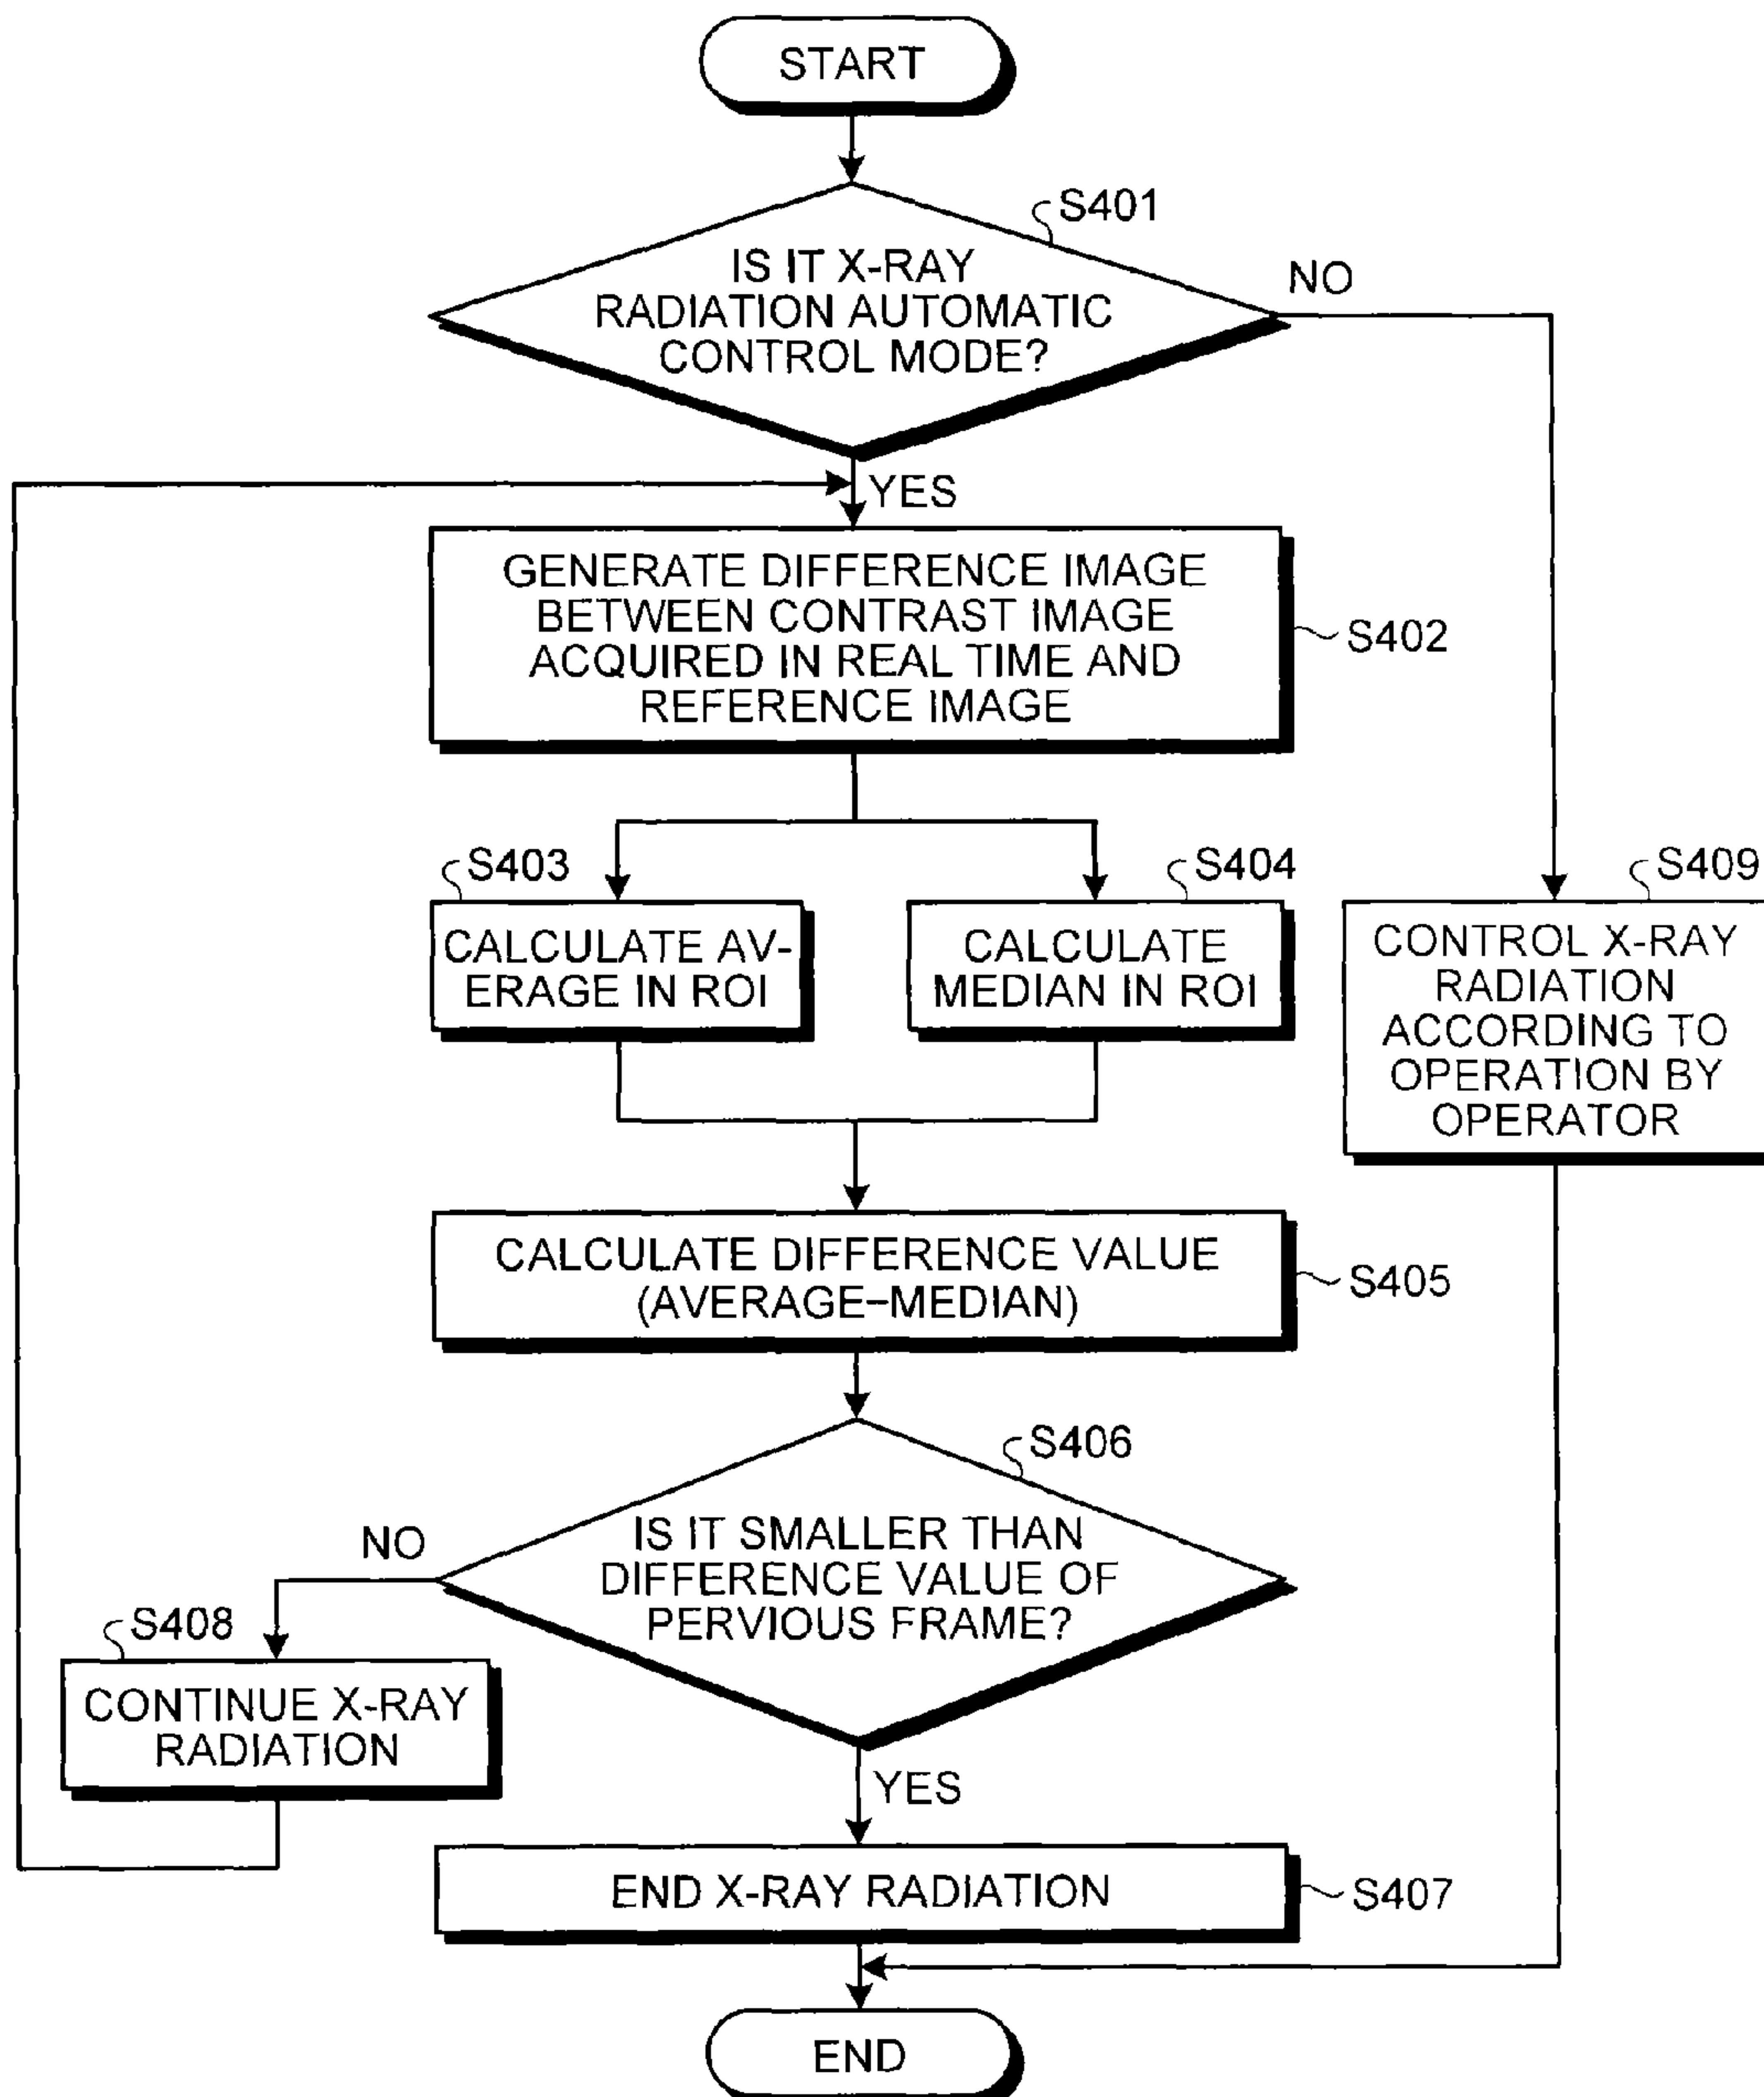 START
S401
IS IT X-RAY
RADIATION AUTOMATIC
CONTROL MODE?
NO
YES
GENERATE DIFFERENCE IMAGE
BETWEEN CONTRAST IMAGE
ACQUIRED IN REAL TIME AND
REFERENCE IMAGE
S402
S403
CALCULATE AV-
ERAGE IN ROI
S404
CALCULATE
MEDIAN IN ROI
S409
CONTROL X-RAY
RADIATION
ACCORDING TO
OPERATION BY
OPERATOR
CALCULATE DIFFERENCE VALUE
(AVERAGE–MEDIAN)
S405
S406
IS IT SMALLER THAN
DIFFERENCE VALUE OF
PERVIOUS FRAME?
NO
S408
CONTINUE X-RAY
RADIATION
YES
END X-RAY RADIATION
S407
END